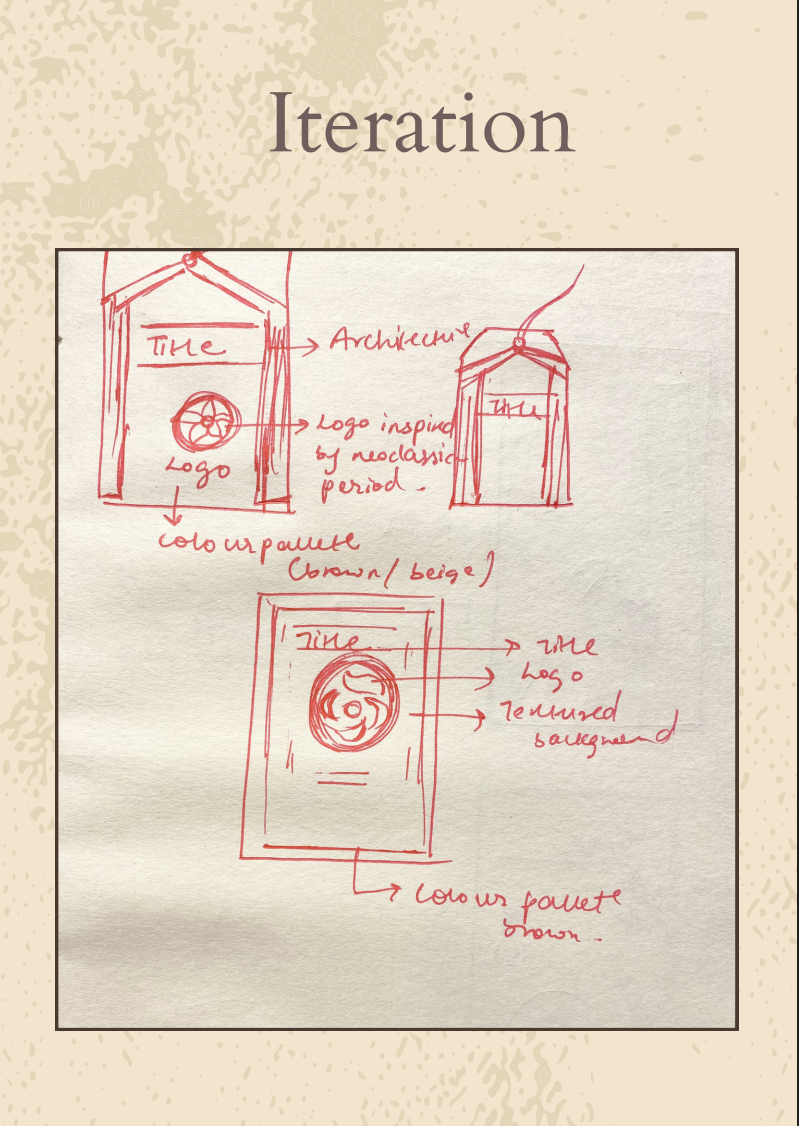 Iteration
Title
Architecture
Title
Logo inspired
by neoclassic
period.
Logo
Colour pallete
(brown/ beige)
Title
Title
Logo
Textured
background
Colour pallete
brown.